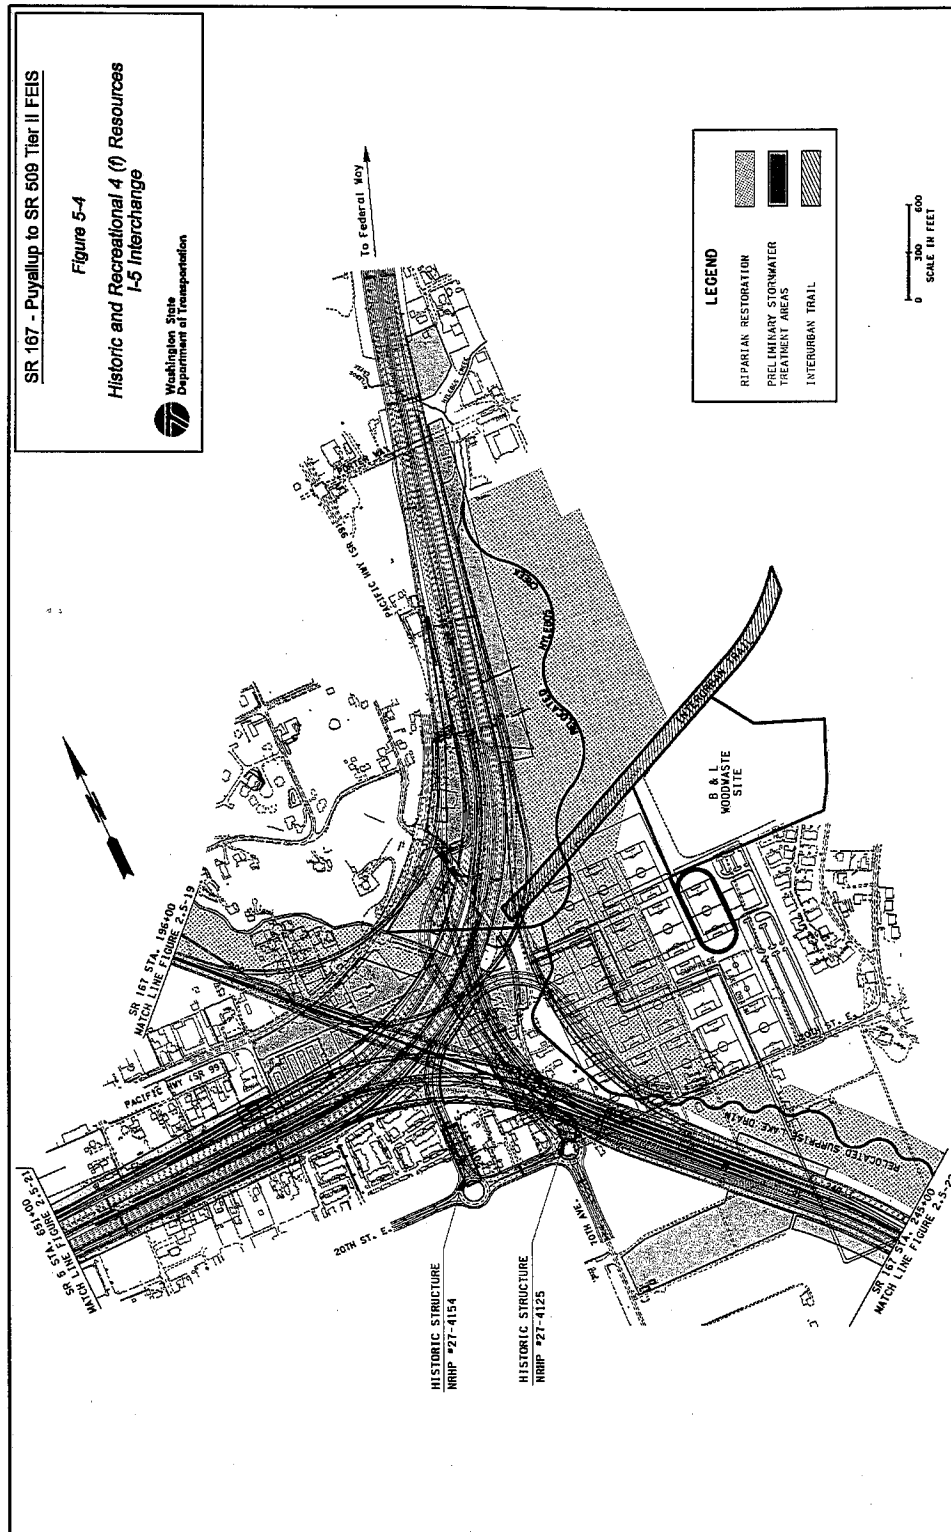 SR 167 - Puyallup to SR 509 Tier II FEIS
Figure 5-4
Historic and Recreational 4 (f) Resources
I-5 Interchange
Washington State
Department of Transportation
To Federal Way
PORTER WAY
PACIFIC HWY (SR 99)
SR 167 STA. 196+00
MATCH LINE FIGURE 2.5-19
PACIFIC HWY (SR 99)
SR 5 STA. 651+00
MATCH LINE FIGURE 2.5-21
RELOCATED HYLEBOS CREEK
INTERURBAN TRAIL
B & L
WOODWASTE
SITE
RELOCATED SURPRISE LAKE DRAIN
20TH ST. E.
70TH AVE.
SR 167 STA. 245+00
HISTORIC STRUCTURE
NRHP #27-4154
HISTORIC STRUCTURE
NRHP #27-4125
LEGEND
RIPARIAN RESTORATION
PRELIMINARY STORMWATER
TREATMENT AREAS
INTERURBAN TRAIL
0 300 600
SCALE IN FEET